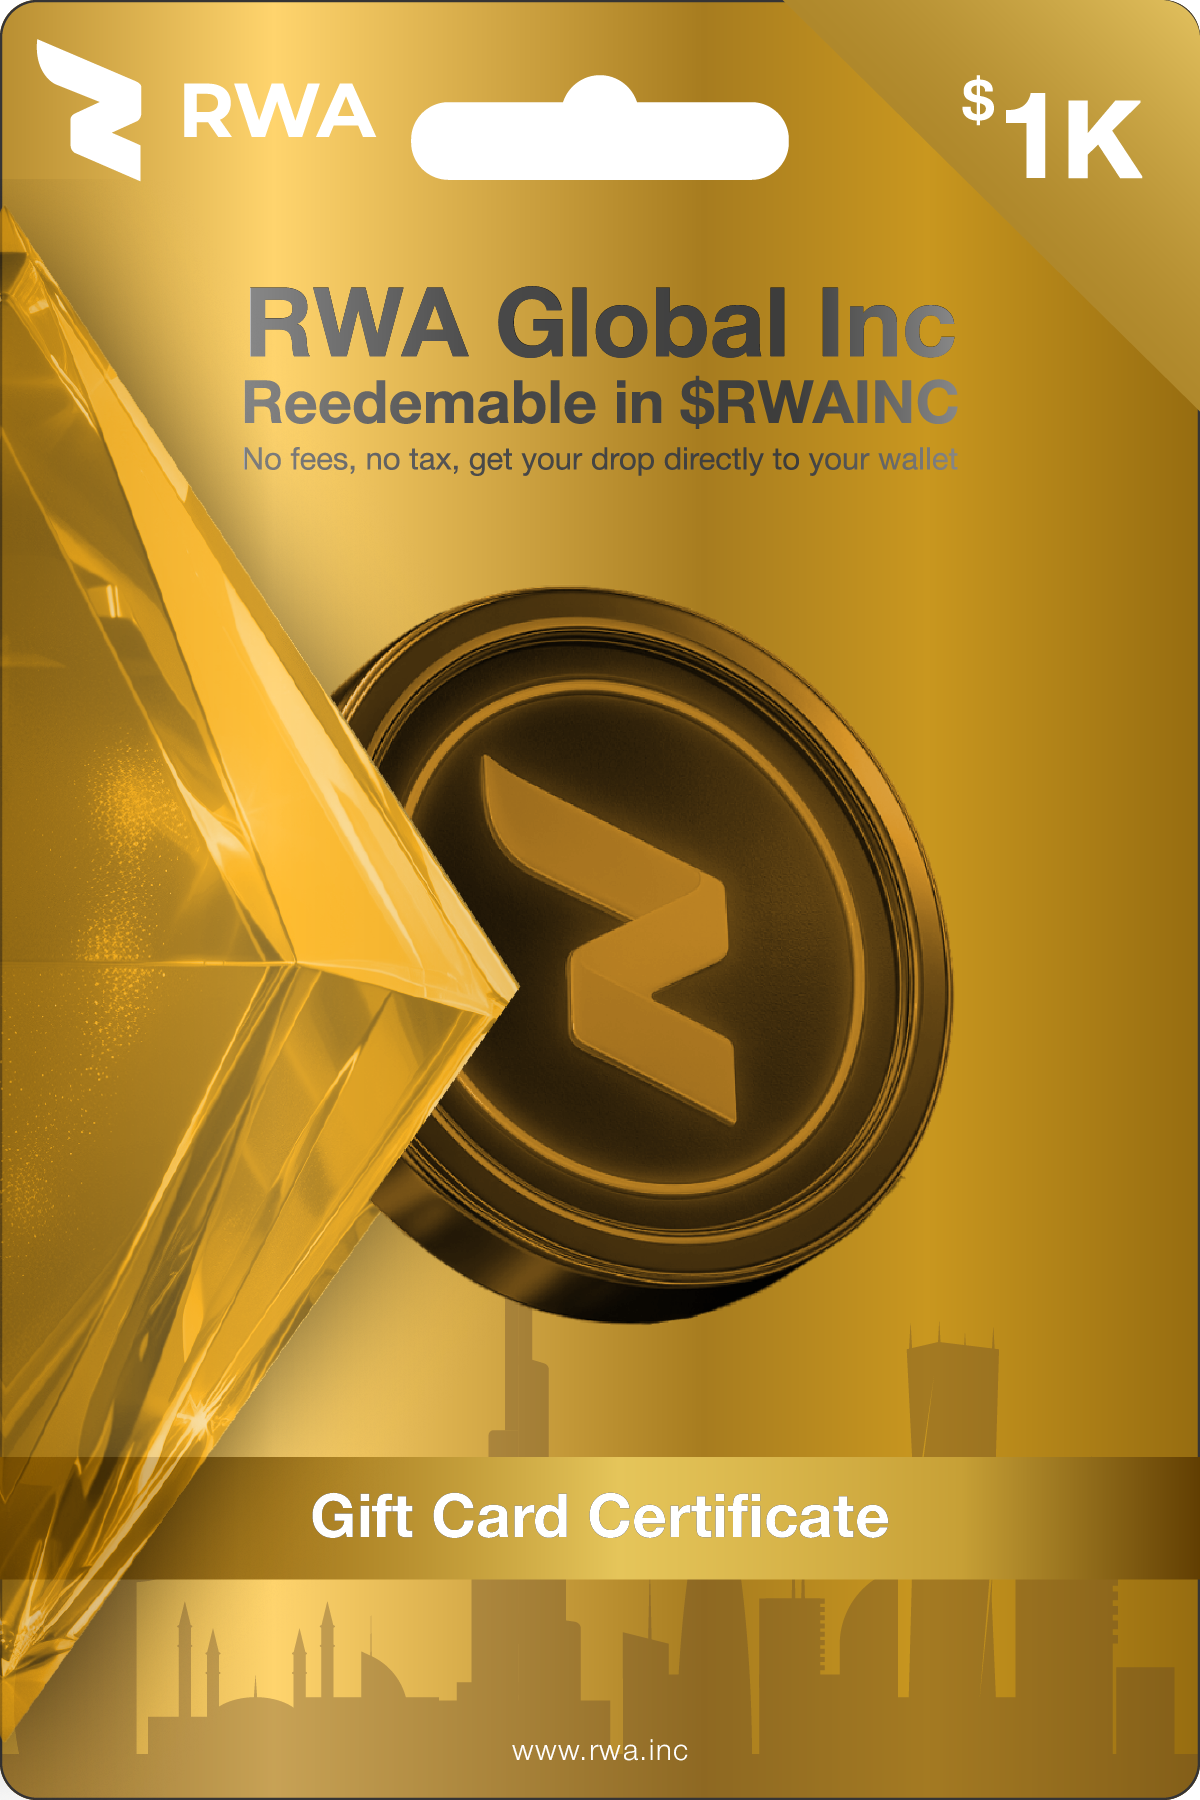 RWA
$1K
RWA Global Inc
Reedemable in $RWAINC
No fees, no tax, get your drop directly to your wallet
Gift Card Certificate
www.rwa.inc